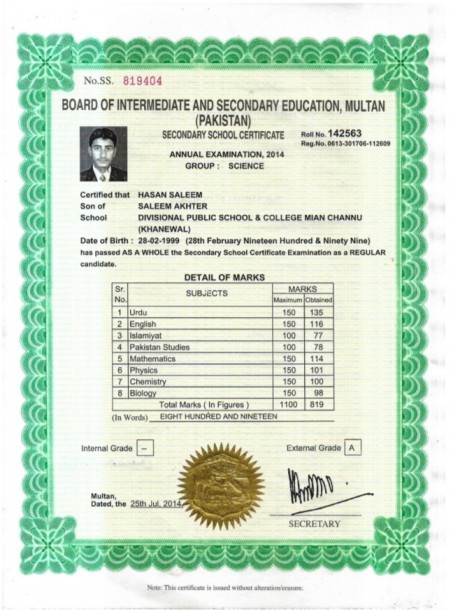 No.SS. 819404
BOARD OF INTERMEDIATE AND SECONDARY EDUCATION, MULTAN
(PAKISTAN)
SECONDARY SCHOOL CERTIFICATE
Roll No. 142563
Reg.No. 0613-301706-112609
ANNUAL EXAMINATION, 2014
GROUP : SCIENCE
Certified that HASAN SALEEM
Son of SALEEM AKHTER
School DIVISIONAL PUBLIC SCHOOL & COLLEGE MIAN CHANNU
(KHANEWAL)
Date of Birth : 28-02-1999 (28th February Nineteen Hundred & Ninety Nine)
has passed AS A WHOLE the Secondary School Certificate Examination as a REGULAR
candidate.
DETAIL OF MARKS
Sr. No. SUBJECTS MARKS
Maximum Obtained
1 Urdu 150 135
2 English 150 116
3 Islamiyat 100 77
4 Pakistan Studies 100 78
5 Mathematics 150 114
6 Physics 150 101
7 Chemistry 150 100
8 Biology 150 98
Total Marks ( In Figures ) 1100 819
(In Words) EIGHT HUNDRED AND NINETEEN
Internal Grade –
External Grade A
Multan,
Dated, the 25th Jul, 2014
SECRETARY
Note: This certificate is issued without alteration/erasure.